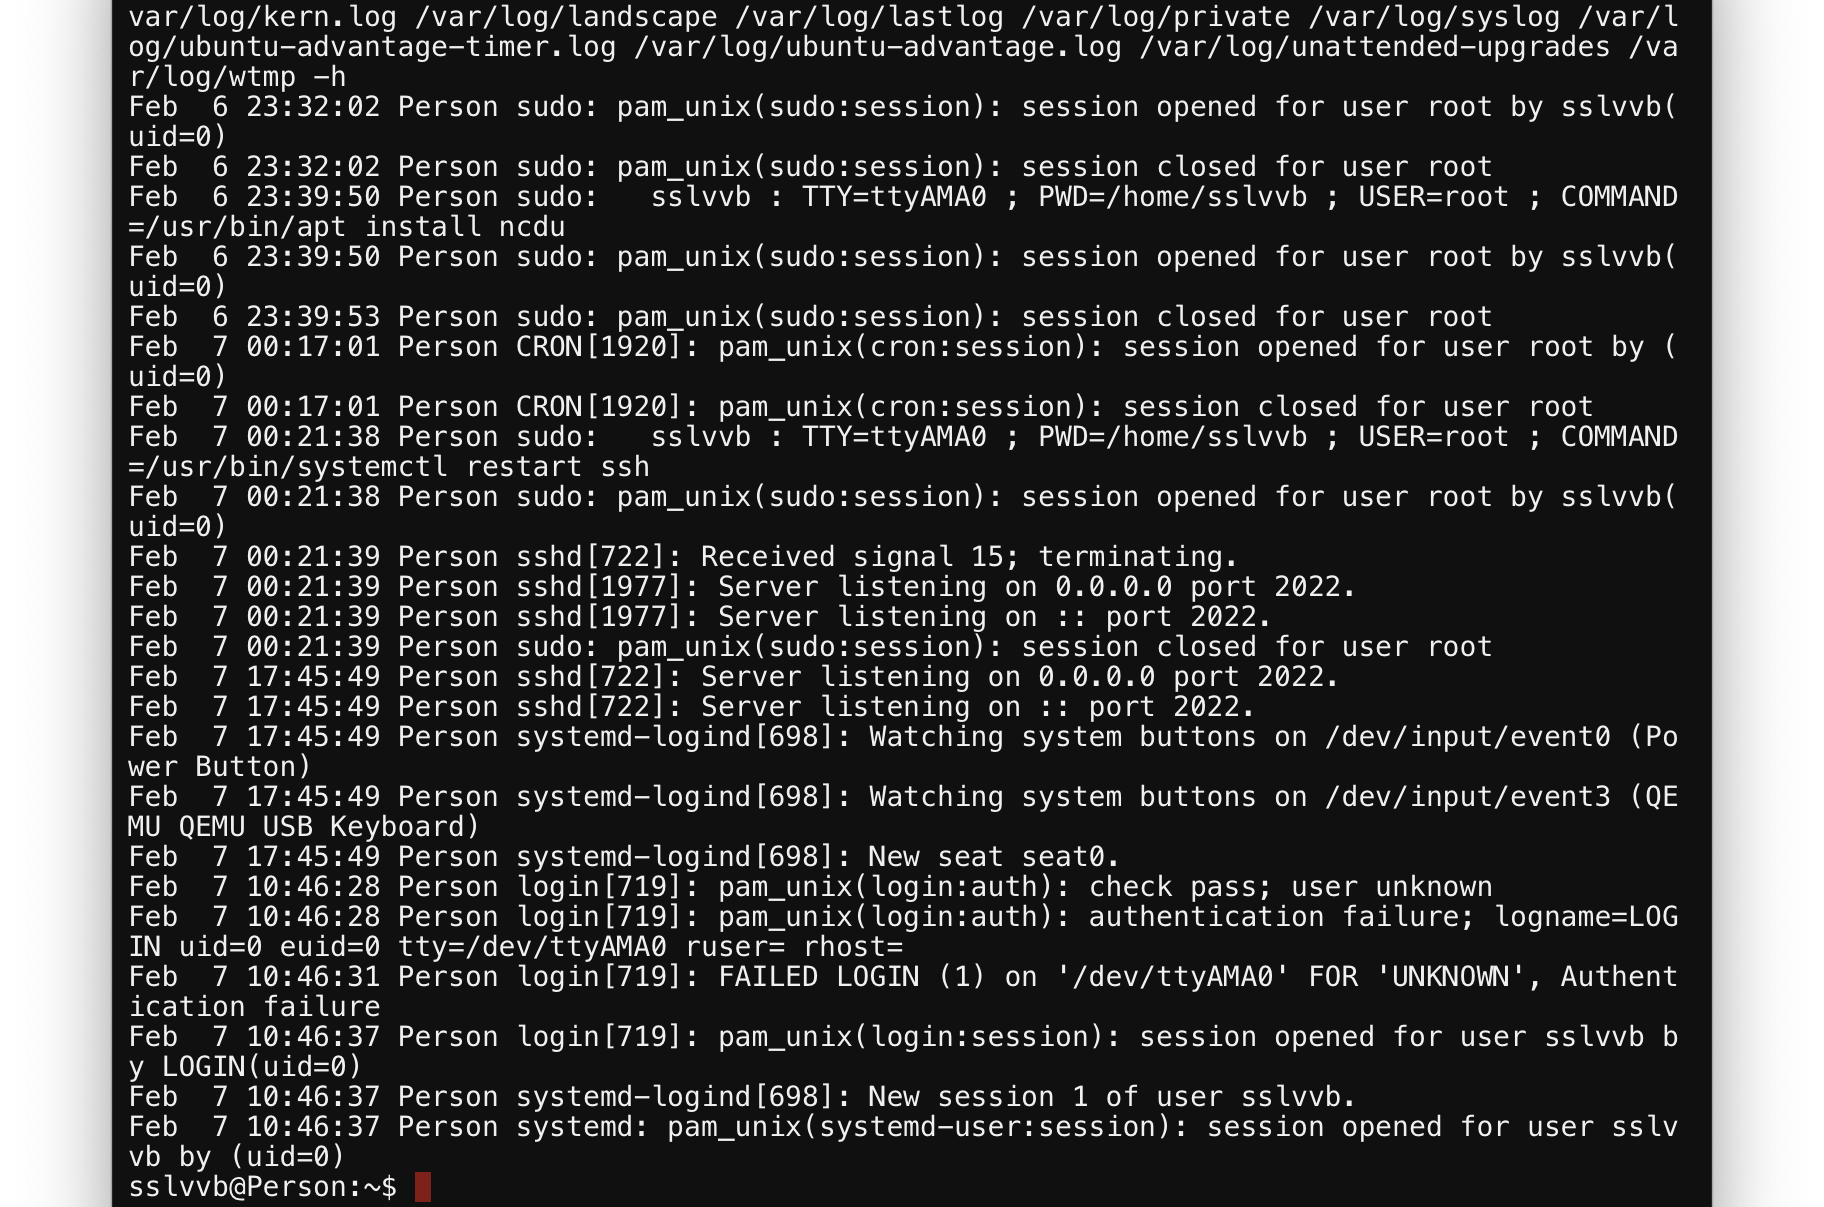 var/log/kern.log /var/log/landscape /var/log/lastlog /var/log/private /var/log/syslog /var/l
og/ubuntu-advantage-timer.log /var/log/ubuntu-advantage.log /var/log/unattended-upgrades /va
r/log/wtmp -h
Feb  6 23:32:02 Person sudo: pam_unix(sudo:session): session opened for user root by sslvvb(
uid=0)
Feb  6 23:32:02 Person sudo: pam_unix(sudo:session): session closed for user root
Feb  6 23:39:50 Person sudo:   sslvvb : TTY=ttyAMA0 ; PWD=/home/sslvvb ; USER=root ; COMMAND
=/usr/bin/apt install ncdu
Feb  6 23:39:50 Person sudo: pam_unix(sudo:session): session opened for user root by sslvvb(
uid=0)
Feb  6 23:39:53 Person sudo: pam_unix(sudo:session): session closed for user root
Feb  7 00:17:01 Person CRON[1920]: pam_unix(cron:session): session opened for user root by (
uid=0)
Feb  7 00:17:01 Person CRON[1920]: pam_unix(cron:session): session closed for user root
Feb  7 00:21:38 Person sudo:   sslvvb : TTY=ttyAMA0 ; PWD=/home/sslvvb ; USER=root ; COMMAND
=/usr/bin/systemctl restart ssh
Feb  7 00:21:38 Person sudo: pam_unix(sudo:session): session opened for user root by sslvvb(
uid=0)
Feb  7 00:21:39 Person sshd[722]: Received signal 15; terminating.
Feb  7 00:21:39 Person sshd[1977]: Server listening on 0.0.0.0 port 2022.
Feb  7 00:21:39 Person sshd[1977]: Server listening on :: port 2022.
Feb  7 00:21:39 Person sudo: pam_unix(sudo:session): session closed for user root
Feb  7 17:45:49 Person sshd[722]: Server listening on 0.0.0.0 port 2022.
Feb  7 17:45:49 Person sshd[722]: Server listening on :: port 2022.
Feb  7 17:45:49 Person systemd-logind[698]: Watching system buttons on /dev/input/event0 (Po
wer Button)
Feb  7 17:45:49 Person systemd-logind[698]: Watching system buttons on /dev/input/event3 (QE
MU QEMU USB Keyboard)
Feb  7 17:45:49 Person systemd-logind[698]: New seat seat0.
Feb  7 10:46:28 Person login[719]: pam_unix(login:auth): check pass; user unknown
Feb  7 10:46:28 Person login[719]: pam_unix(login:auth): authentication failure; logname=LOG
IN uid=0 euid=0 tty=/dev/ttyAMA0 ruser= rhost=
Feb  7 10:46:31 Person login[719]: FAILED LOGIN (1) on '/dev/ttyAMA0' FOR 'UNKNOWN', Authent
ication failure
Feb  7 10:46:37 Person login[719]: pam_unix(login:session): session opened for user sslvvb b
y LOGIN(uid=0)
Feb  7 10:46:37 Person systemd-logind[698]: New session 1 of user sslvvb.
Feb  7 10:46:37 Person systemd: pam_unix(systemd-user:session): session opened for user sslv
vb by (uid=0)
sslvvb@Person:~$